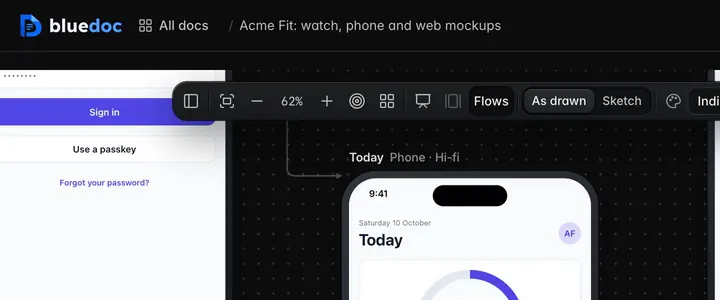 bluedoc All docs / Acme Fit: watch, phone and web mockups
62% Flows As drawn Sketch
Sign in
Use a passkey
Forgot your password?
Today Phone · Hi-fi
9:41
Saturday 10 October
Today
AF